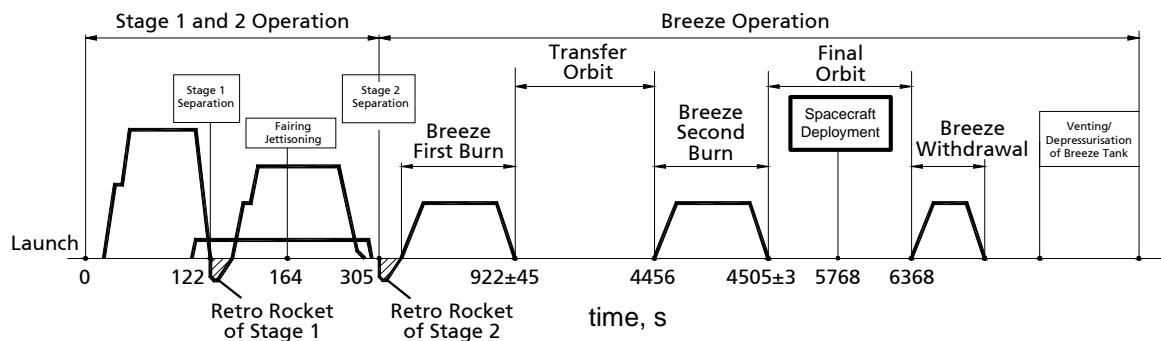 Stage 1 and 2 Operation
Breeze Operation
Transfer
Orbit
Final
Orbit
Stage 1
Separation
Stage 2
Separation
Fairing
Jettisoning
Breeze
First Burn
Breeze
Second
Burn
Spacecraft
Deployment
Breeze
Withdrawal
Venting/
Depressurisation
of Breeze Tank
Launch
0
122
164
305
922±45
4456
4505±3
5768
6368
Retro Rocket
of Stage 1
Retro Rocket
of Stage 2
time, s